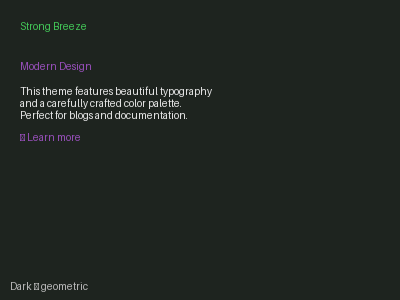 Strong Breeze
Modern Design
This theme features beautiful typography
and a carefully crafted color palette.
Perfect for blogs and documentation.
Learn more
Dark geometric